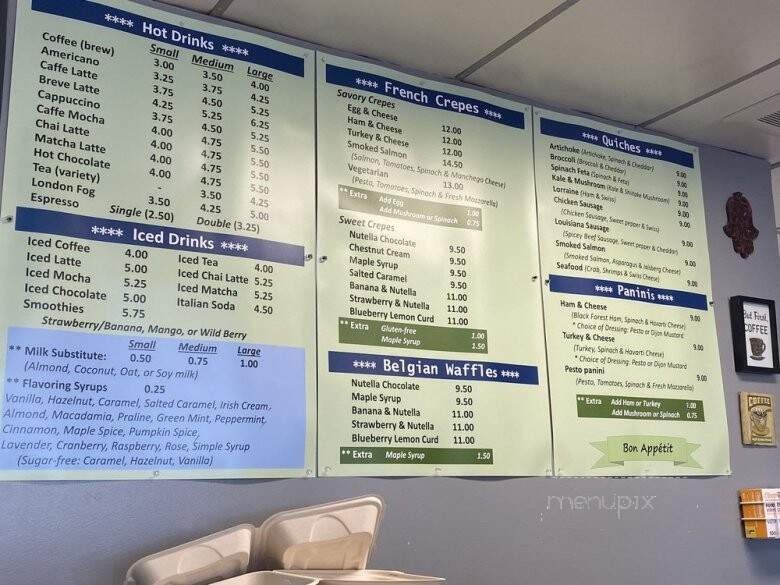 **** Hot Drinks ****
Small Medium Large
Coffee (brew) 3.00 3.50 4.00
Americano 3.25 3.75 4.25
Caffe Latte 3.75 4.50 5.25
Breve Latte 4.25 5.25 6.25
Cappuccino 3.75 4.50 5.25
Caffe Mocha 4.00 4.75 5.50
Chai Latte 4.00 4.75 5.50
Matcha Latte 4.00 4.75 5.50
Hot Chocolate 4.00 4.75 5.50
Tea (variety) - 3.50 4.00
London Fog 3.50 4.25 5.00
Espresso Single (2.50) Double (3.25)
**** Iced Drinks ****
Iced Coffee 4.00 Iced Tea 4.00
Iced Latte 5.00 Iced Chai Latte 5.25
Iced Mocha 5.25 Iced Matcha 5.25
Iced Chocolate 5.00 Italian Soda 4.50
Smoothies 5.75
Strawberry/Banana, Mango, or Wild Berry
Small Medium Large
** Milk Substitute: 0.50 0.75 1.00
(Almond, Coconut, Oat, or Soy milk)
** Flavoring Syrups 0.25
Vanilla, Hazelnut, Caramel, Salted Caramel, Irish Cream,
Almond, Macadamia, Praline, Green Mint, Peppermint,
Cinnamon, Maple Spice, Pumpkin Spice,
Lavender, Cranberry, Raspberry, Rose, Simple Syrup
(Sugar-free: Caramel, Hazelnut, Vanilla)
**** French Crepes ****
Savory Crepes
Egg & Cheese 12.00
Ham & Cheese 12.00
Turkey & Cheese 12.00
Smoked Salmon 14.50
(Salmon, Tomatoes, Spinach & Manchego Cheese)
Vegetarian 13.00
(Pesto, Tomatoes, Spinach & Fresh Mozzarella)
** Extra Add Egg 1.00
Add Mushroom or Spinach 0.75
Sweet Crepes
Nutella Chocolate 9.50
Chestnut Cream 9.50
Maple Syrup 9.50
Salted Caramel 9.50
Banana & Nutella 11.00
Strawberry & Nutella 11.00
Blueberry Lemon Curd 11.00
** Extra Gluten-free 1.00
Maple Syrup 1.50
**** Belgian Waffles ****
Nutella Chocolate 9.50
Maple Syrup 9.50
Banana & Nutella 11.00
Strawberry & Nutella 11.00
Blueberry Lemon Curd 11.00
** Extra Maple Syrup 1.50
**** Quiches ****
Artichoke (Artichoke, Spinach & Cheddar) 9.00
Broccoli (Broccoli & Cheddar) 9.00
Spinach Feta (Spinach & Feta) 9.00
Kale & Mushroom (Kale & Shiitake Mushroom) 9.00
Lorraine (Ham & Swiss) 9.00
Chicken Sausage 9.00
(Chicken Sausage, Sweet pepper & Swiss)
Louisiana Sausage 9.00
(Spicy Beef Sausage, Sweet pepper & Cheddar)
Smoked Salmon 9.00
(Smoked Salmon, Asparagus & Jalsberg Cheese)
Seafood (Crab, Shrimps & Swiss Cheese) 9.00
**** Paninis ****
Ham & Cheese 9.00
(Black Forest Ham, Spinach & Havarti Cheese)
* Choice of Dressing: Pesto or Dijon Mustard
Turkey & Cheese 9.00
(Turkey, Spinach & Havarti Cheese)
* Choice of Dressing: Pesto or Dijon Mustard
Pesto panini 9.00
(Pesto, Tomatoes, Spinach & Fresh Mozzarella)
** Extra Add Ham or Turkey 1.00
Add Mushroom or Spinach 0.75
Bon Appétit
But First,
COFFEE
COFFEE
menupix